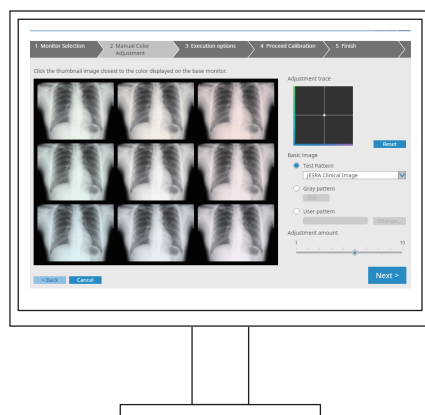 1 Monitor Selection
2 Manual Color Adjustment
3 Execution options
4 Proceed Calibration
5 Finish
Click the thumbnail image closest to the color displayed on the base monitor.
Adjustment trace
Reset
Basic image
Test Pattern
JESRA Clinical Image
Gray pattern
User pattern
Change...
Adjustment amount
1
10
< Back
Cancel
Next >